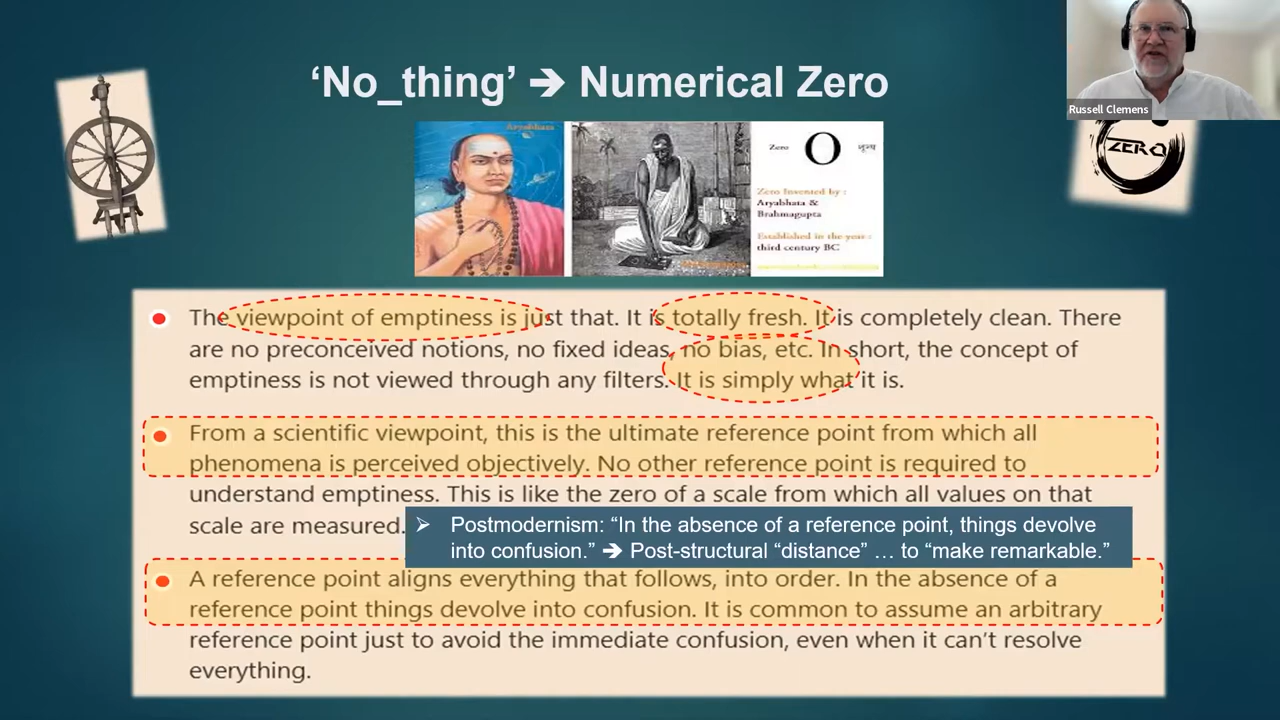 ‘No_thing’ ➔ Numerical Zero
Russell Clemens
ZERO
Aryabhata
Zero O शून्य
Zero Invented by :
Aryabhata &
Brahmagupta
Established in the year :
third century BC
The viewpoint of emptiness is just that. It is totally fresh. It is completely clean. There
are no preconceived notions, no fixed ideas, no bias, etc. In short, the concept of
emptiness is not viewed through any filters. It is simply what it is.
From a scientific viewpoint, this is the ultimate reference point from which all
phenomena is perceived objectively. No other reference point is required to
understand emptiness. This is like the zero of a scale from which all values on that
scale are measured.
➢ Postmodernism: “In the absence of a reference point, things devolve
into confusion.” ➔ Post-structural “distance” … to “make remarkable.”
A reference point aligns everything that follows, into order. In the absence of a
reference point things devolve into confusion. It is common to assume an arbitrary
reference point just to avoid the immediate confusion, even when it can’t resolve
everything.